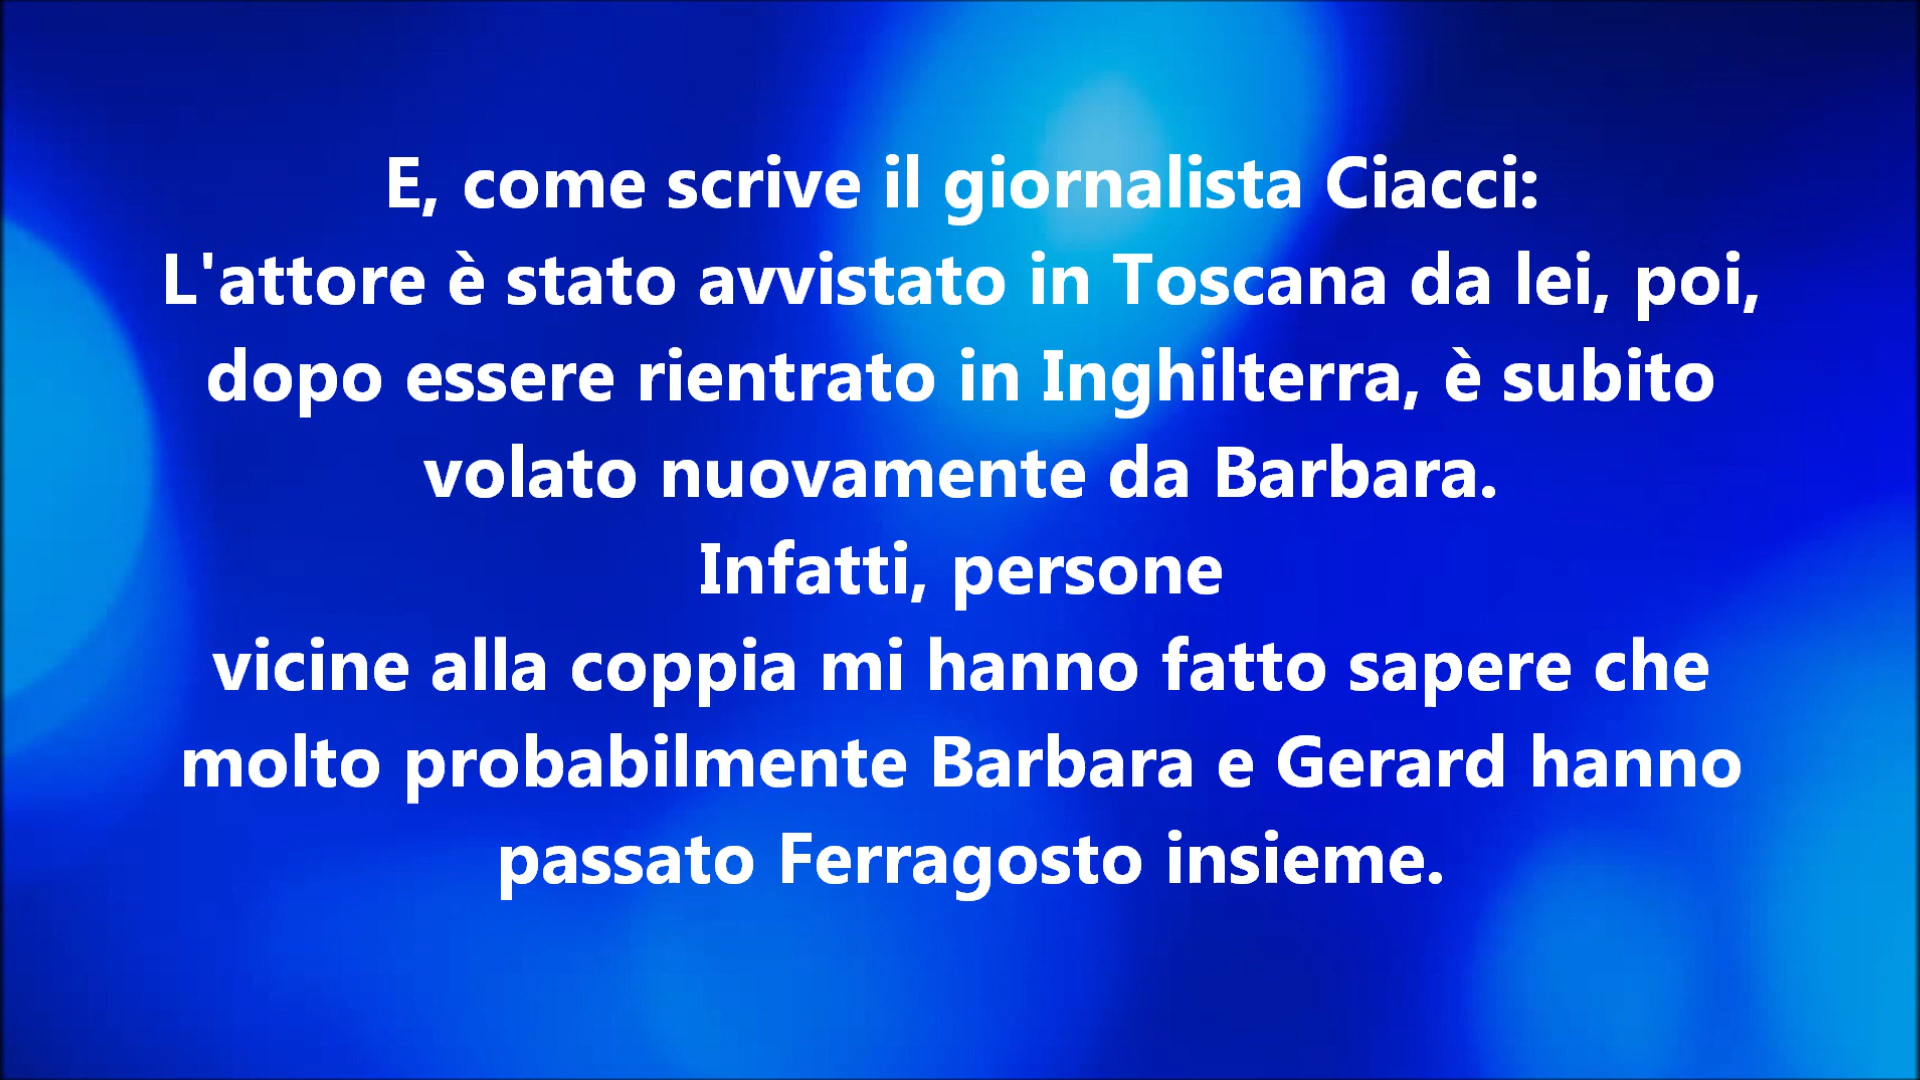 E, come scrive il giornalista Ciacci:
L'attore è stato avvistato in Toscana da lei, poi,
dopo essere rientrato in Inghilterra, è subito
volato nuovamente da Barbara.
Infatti, persone
vicine alla coppia mi hanno fatto sapere che
molto probabilmente Barbara e Gerard hanno
passato Ferragosto insieme.